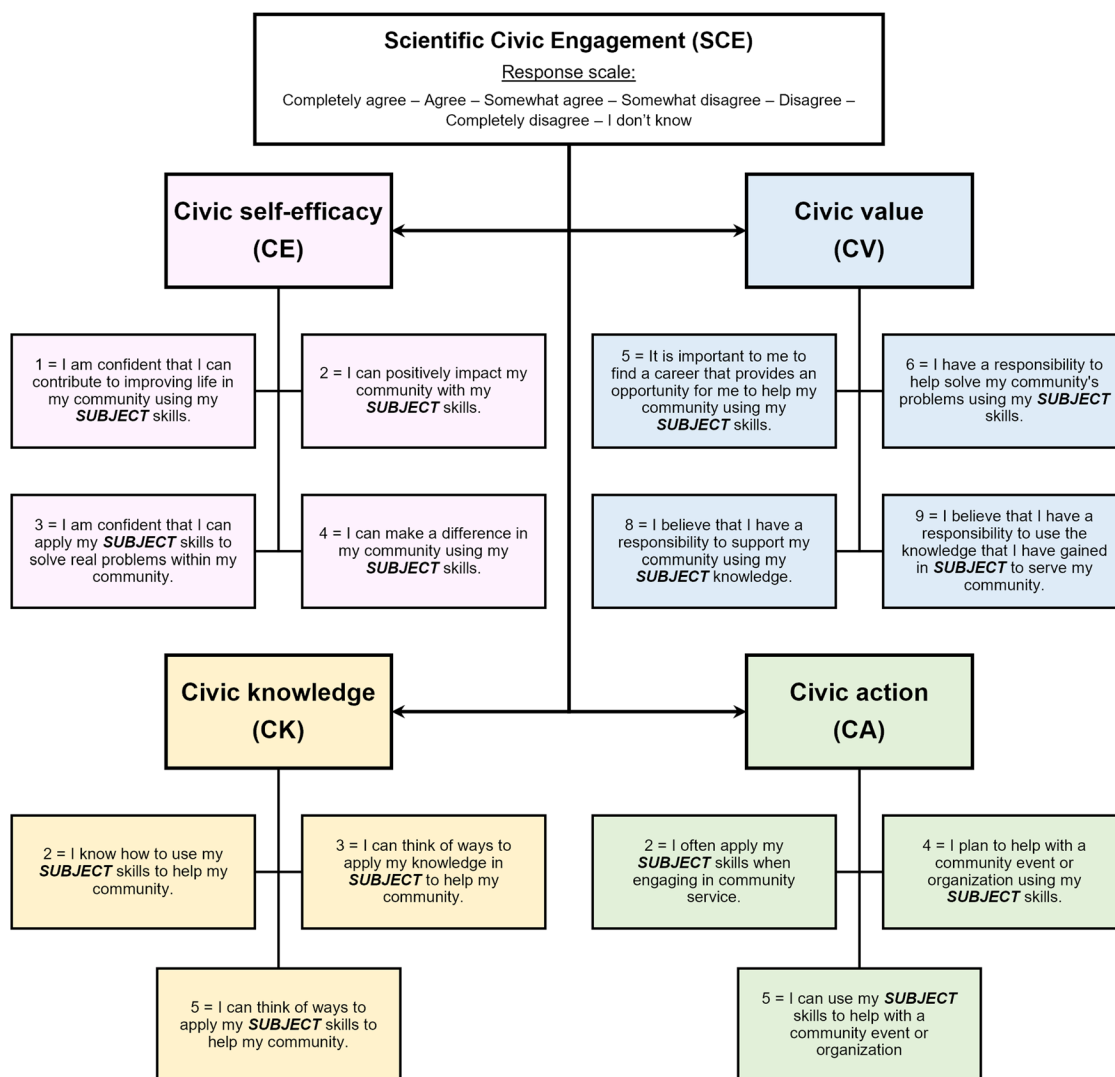 Scientific Civic Engagement (SCE)
Response scale:
Completely agree – Agree – Somewhat agree – Somewhat disagree – Disagree –
Completely disagree – I don’t know
Civic self-efficacy
(CE)
Civic value
(CV)
1 = I am confident that I can
contribute to improving life in
my community using my
SUBJECT skills.
2 = I can positively impact my
community with my
SUBJECT skills.
5 = It is important to me to
find a career that provides an
opportunity for me to help my
community using my
SUBJECT skills.
6 = I have a responsibility to
help solve my community's
problems using my SUBJECT
skills.
3 = I am confident that I can
apply my SUBJECT skills to
solve real problems within my
community.
4 = I can make a difference in
my community using my
SUBJECT skills.
8 = I believe that I have a
responsibility to support my
community using my
SUBJECT knowledge.
9 = I believe that I have a
responsibility to use the
knowledge that I have gained
in SUBJECT to serve my
community.
Civic knowledge
(CK)
Civic action
(CA)
2 = I know how to use my
SUBJECT skills to help my
community.
3 = I can think of ways to
apply my knowledge in
SUBJECT to help my
community.
2 = I often apply my
SUBJECT skills when
engaging in community
service.
4 = I plan to help with a
community event or
organization using my
SUBJECT skills.
5 = I can think of ways to
apply my SUBJECT skills to
help my community.
5 = I can use my SUBJECT
skills to help with a
community event or
organization